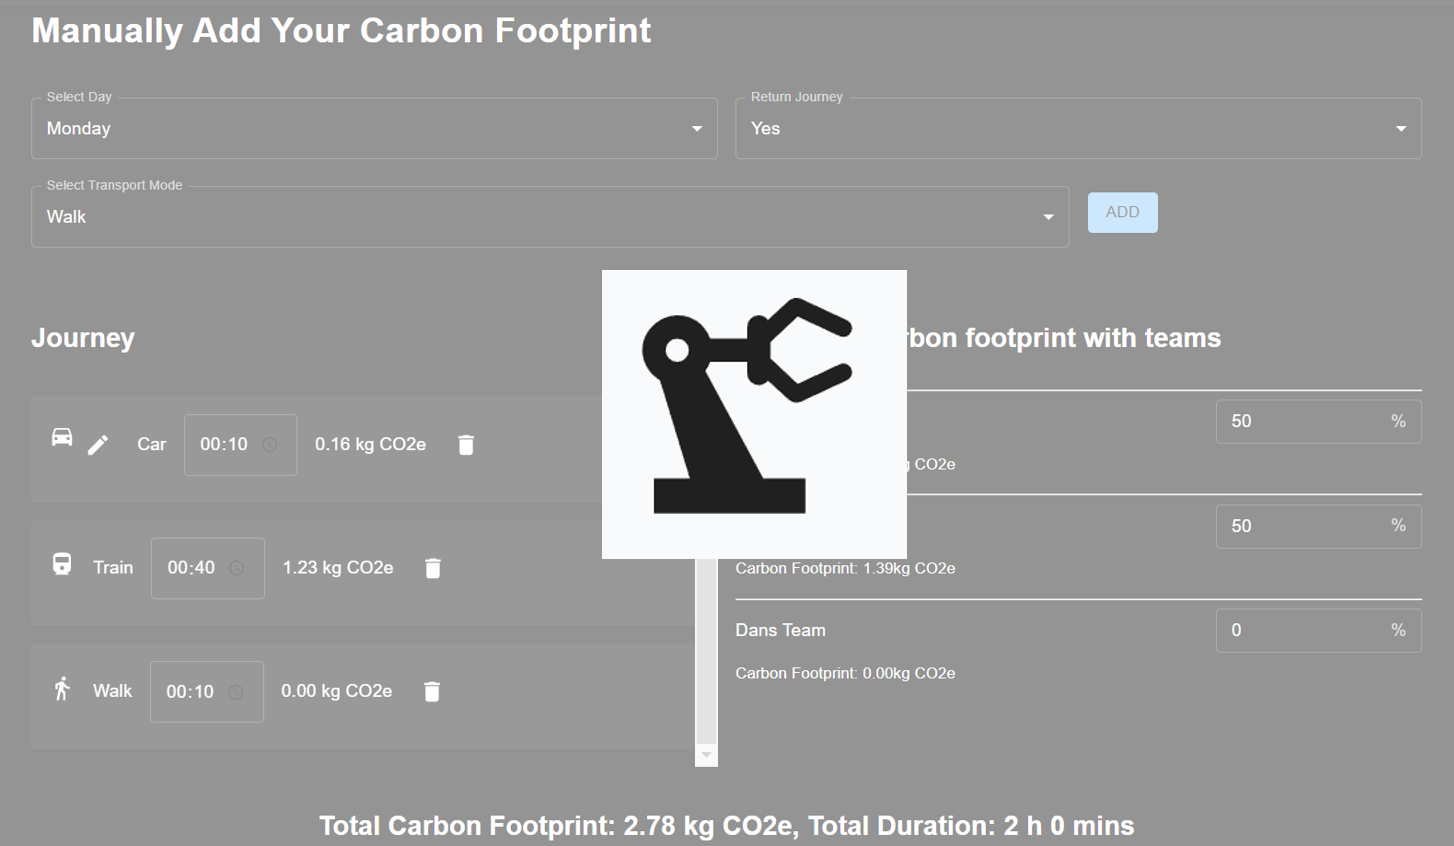 Manually Add Your Carbon Footprint
Select Day
Monday
Return Journey
Yes
Select Transport Mode
Walk
ADD
Journey
footprint with teams
Car 00:10 0.16 kg CO2e
50 %
CO2e
Train 00:40 1.23 kg CO2e
50 %
Carbon Footprint: 1.39kg CO2e
Walk 00:10 0.00 kg CO2e
Dans Team
0 %
Carbon Footprint: 0.00kg CO2e
Total Carbon Footprint: 2.78 kg CO2e, Total Duration: 2 h 0 mins